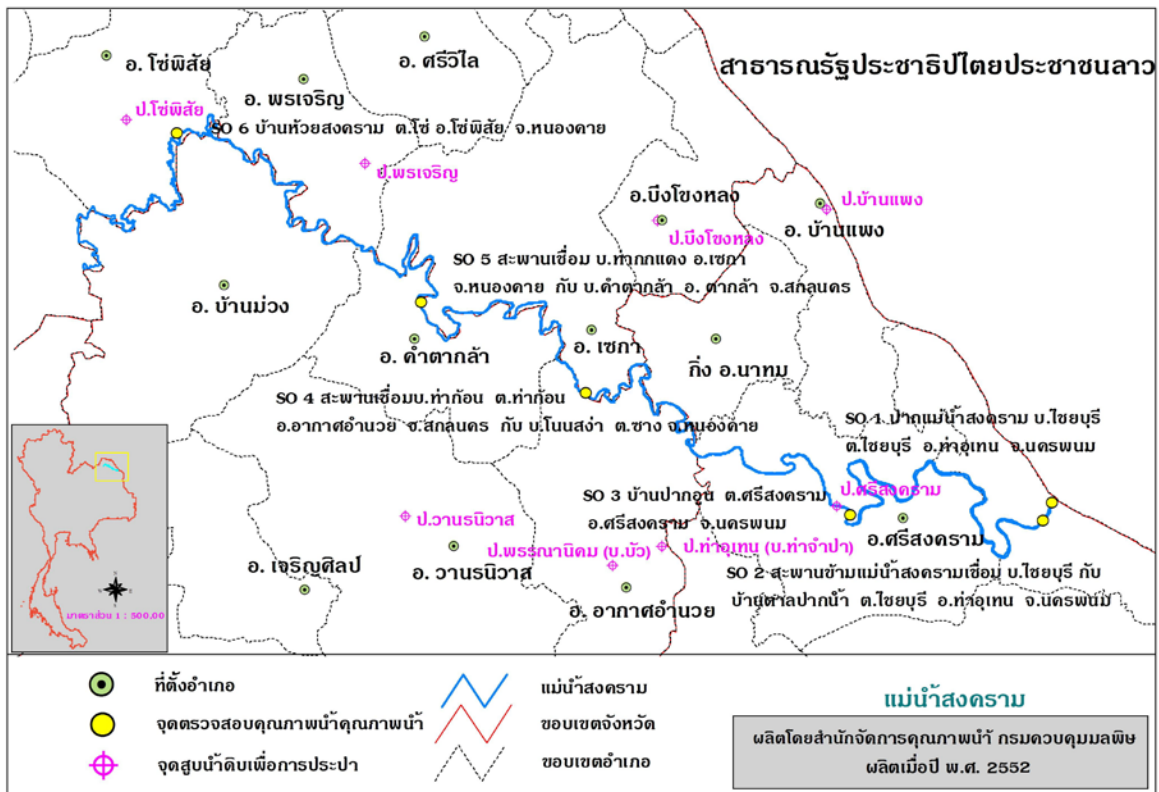 อ. โซ่พิสัย
อ. ศรีวิไล
สาธารณรัฐประชาธิปไตยประชาชนลาว
อ. พรเจริญ
ป.โซ่พิสัย
SO 6 บ้านห้วยสงคราม ต.โซ่ อ.โซ่พิสัย จ.หนองคาย
ป.พรเจริญ
อ.บึงโขงหลง
ป.บ้านแพง
ป.บึงโขงหลง
อ. บ้านแพง
SO 5 สะพานเชื่อม บ.ท่ากกแดง อ.เซกา
จ.หนองคาย กับ บ.คำตากล้า อ. ตากล้า จ.สกลนคร
อ. บ้านม่วง
อ. คำตากล้า
อ. เซกา
กิ่ง อ.นาทม
SO 4 สะพานเชื่อมบ.ท่าก้อน ต.ท่าก้อน
อ.อากาศอำนวย จ.สกลนคร กับ บ.โนนสง่า ต.ซาง จ.หนองคาย
SO 1 ปากแม่น้ำสงคราม บ.ไชยบุรี
ต.ไชยบุรี อ.ท่าอุเทน จ.นครพนม
SO 3 บ้านปากอูน ต.ศรีสงคราม
อ.ศรีสงคราม จ.นครพนม
ป.ศรีสงคราม
อ.ศรีสงคราม
ป.วานรนิวาส
อ. วานรนิวาส
ป.พรรณานิคม (บ.บัว)
ป.ท่าอุเทน (บ.ท่าจำปา)
อ. เจริญศิลป์
อ. อากาศอำนวย
SO 2 สะพานข้ามแม่น้ำสงครามเชื่อม บ.ไชยบุรี กับ
บ้านตาลปากน้ำ ต.ไชยบุรี อ.ท่าอุเทน จ.นครพนม
มาตราส่วน 1 : 500,00
ที่ตั้งอำเภอ
จุดตรวจสอบคุณภาพน้ำคุณภาพน้ำ
จุดสูบน้ำดิบเพื่อการประปา
แม่น้ำสงคราม
ขอบเขตจังหวัด
ขอบเขตอำเภอ
แม่น้ำสงคราม
ผลิตโดยสำนักจัดการคุณภาพน้ำ กรมควบคุมมลพิษ
ผลิตเมื่อปี พ.ศ. 2552